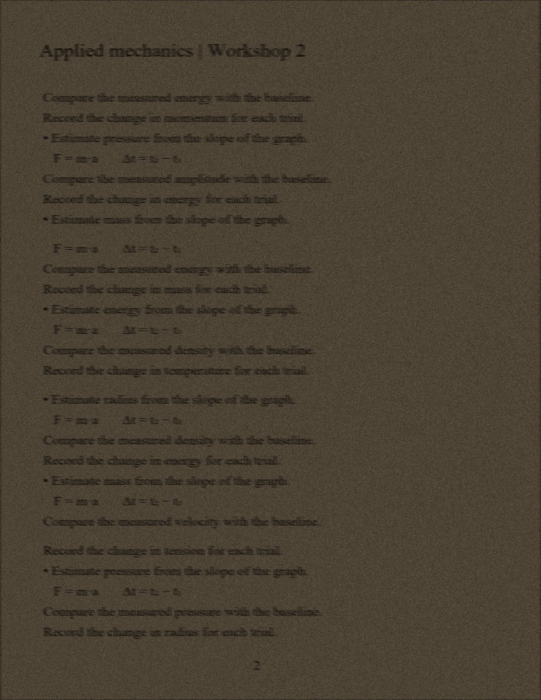 Applied mechanics | Workshop 2
Compare the measured energy with the baseline.
Record the change in momentum for each trial.
• Estimate pressure from the slope of the graph.
F = m·a Δt = t₂ − t₁
Compare the measured amplitude with the baseline.
Record the change in energy for each trial.
• Estimate mass from the slope of the graph.
F = m·a Δt = t₂ − t₁
Compare the measured energy with the baseline.
Record the change in mass for each trial.
• Estimate energy from the slope of the graph.
F = m·a Δt = t₂ − t₁
Compare the measured density with the baseline.
Record the change in temperature for each trial.
• Estimate radius from the slope of the graph.
F = m·a Δt = t₂ − t₁
Compare the measured density with the baseline.
Record the change in energy for each trial.
• Estimate mass from the slope of the graph.
F = m·a Δt = t₂ − t₁
Compare the measured velocity with the baseline.
Record the change in tension for each trial.
• Estimate pressure from the slope of the graph.
F = m·a Δt = t₂ − t₁
Compare the measured pressure with the baseline.
Record the change in radius for each trial.
2